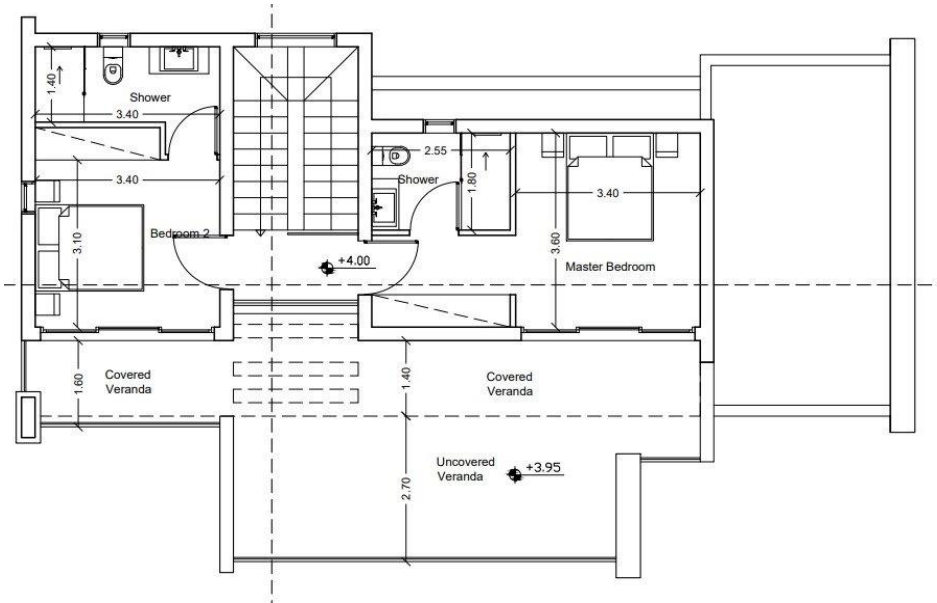 1.40
Shower
3.40
3.40
Bedroom 2
3.10
2.55
Shower
1.80
3.40
3.60
Master Bedroom
+4.00
1.60
Covered
Veranda
1.40
Covered
Veranda
Uncovered
Veranda
+3.95
2.70